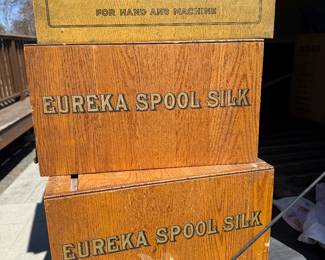 FOR HAND AND MACHINE
EUREKA SPOOL SILK
EUREKA SPOOL SILK